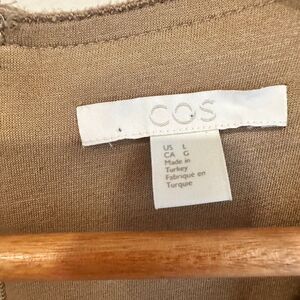 COS
US L
CA G
Made in
Turkey
Fabriqué en
Turquie